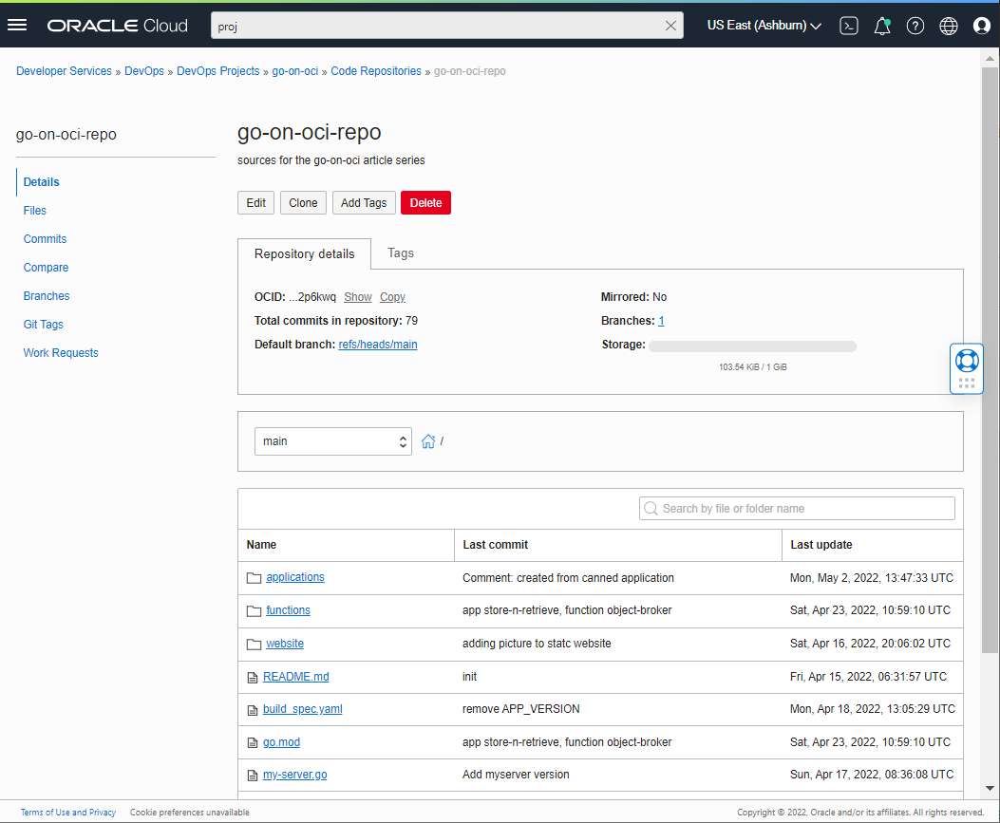 ORACLE Cloud proj US East (Ashburn)
Developer Services » DevOps » DevOps Projects » go-on-oci » Code Repositories » go-on-oci-repo
go-on-oci-repo
Details
Files
Commits
Compare
Branches
Git Tags
Work Requests
go-on-oci-repo
sources for the go-on-oci article series
Edit Clone Add Tags Delete
Repository details Tags
OCID: ...2p6kwq Show Copy
Total commits in repository: 79
Default branch: refs/heads/main
Mirrored: No
Branches: 1
Storage:
103.54 KiB / 1 GiB
main /
Search by file or folder name
Name Last commit Last update
applications Comment: created from canned application Mon, May 2, 2022, 13:47:33 UTC
functions app store-n-retrieve, function object-broker Sat, Apr 23, 2022, 10:59:10 UTC
website adding picture to statc website Sat, Apr 16, 2022, 20:06:02 UTC
README.md init Fri, Apr 15, 2022, 06:31:57 UTC
build_spec.yaml remove APP_VERSION Mon, Apr 18, 2022, 13:05:29 UTC
go.mod app store-n-retrieve, function object-broker Sat, Apr 23, 2022, 10:59:10 UTC
my-server.go Add myserver version Sun, Apr 17, 2022, 08:36:08 UTC
Terms of Use and Privacy Cookie preferences unavailable Copyright © 2022, Oracle and/or its affiliates. All rights reserved.